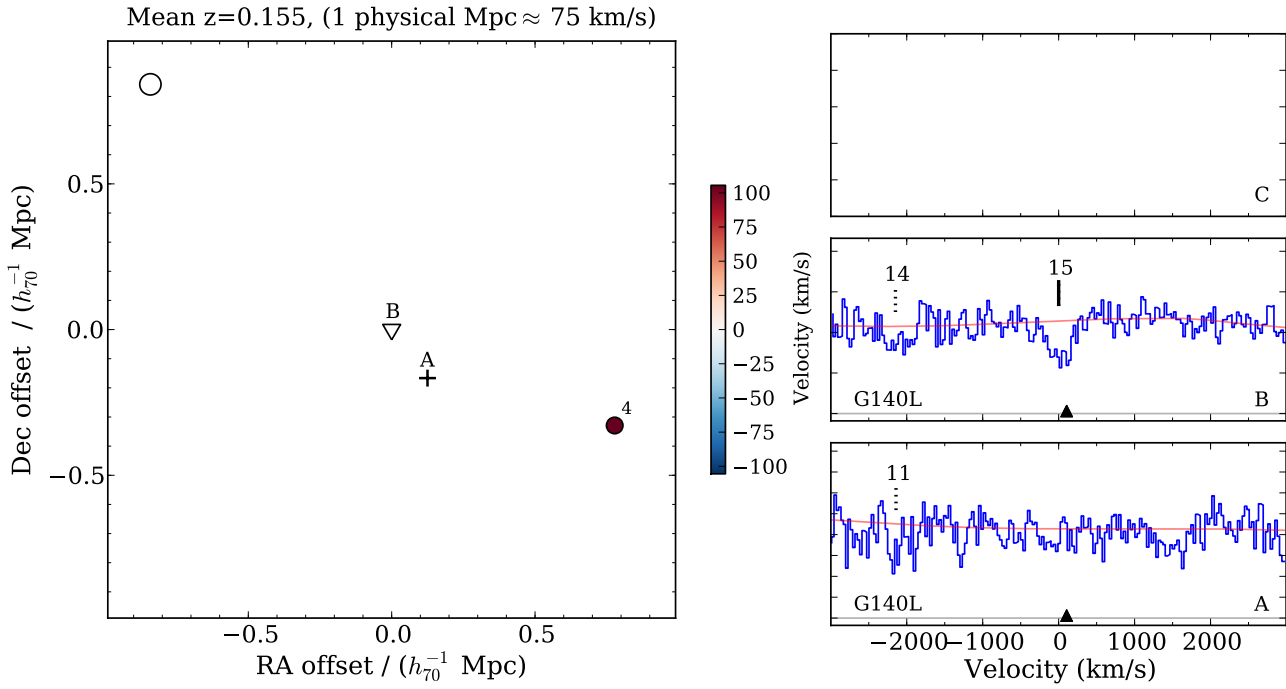 Mean z=0.155, (1 physical Mpc ≈ 75 km/s)
Dec offset / (h₇₀⁻¹ Mpc)
0.5
0.0
−0.5
B
A
4
−0.5
0.0
0.5
RA offset / (h₇₀⁻¹ Mpc)
100
75
50
25
0
−25
−50
−75
−100
Velocity (km/s)
C
14
15
G140L
B
11
G140L
A
−2000
−1000
0
1000
2000
Velocity (km/s)